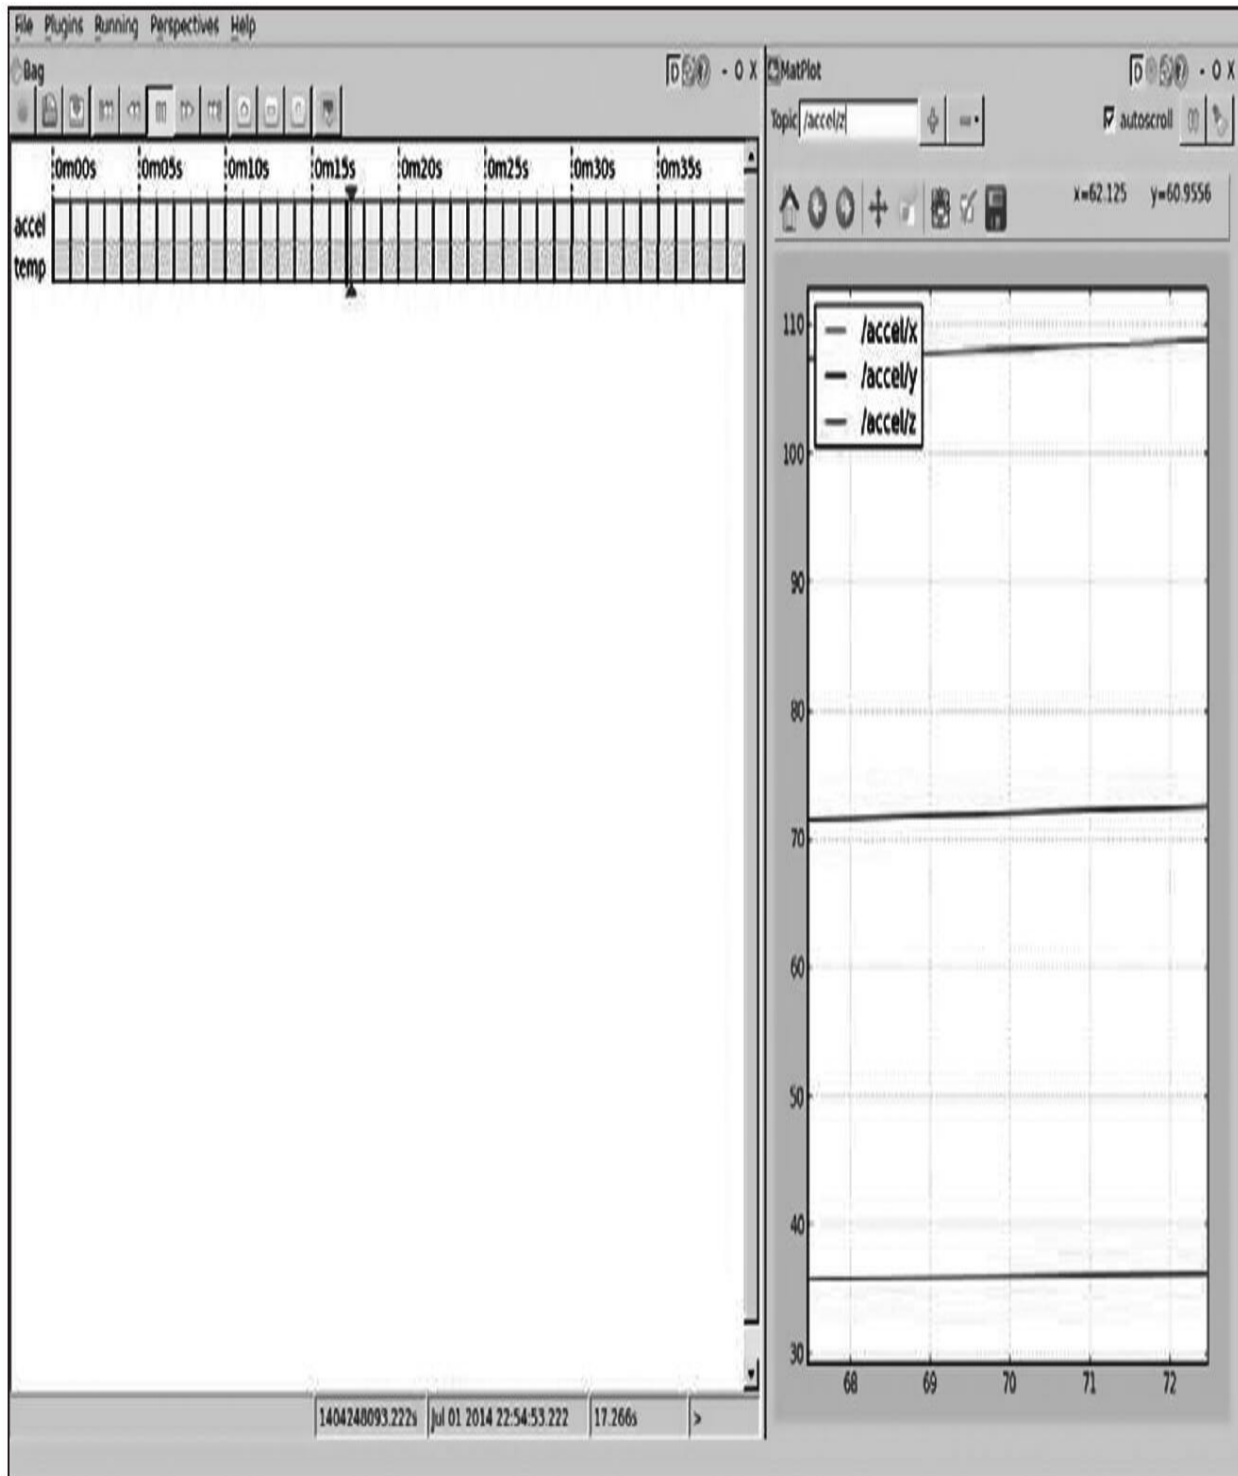 File Plugins Running Perspectives Help
Bag
D - O X
0m00s 0m05s 0m10s 0m15s 0m20s 0m25s 0m30s 0m35s
accel
temp
1404248093.222s Jul 01 2014 22:54:53.222 17.266s >
MatPlot
D - O X
Topic /accel/z autoscroll
x=62.125 y=60.9556
/accel/x
/accel/y
/accel/z
110
100
90
80
70
60
50
40
30
68 69 70 71 72